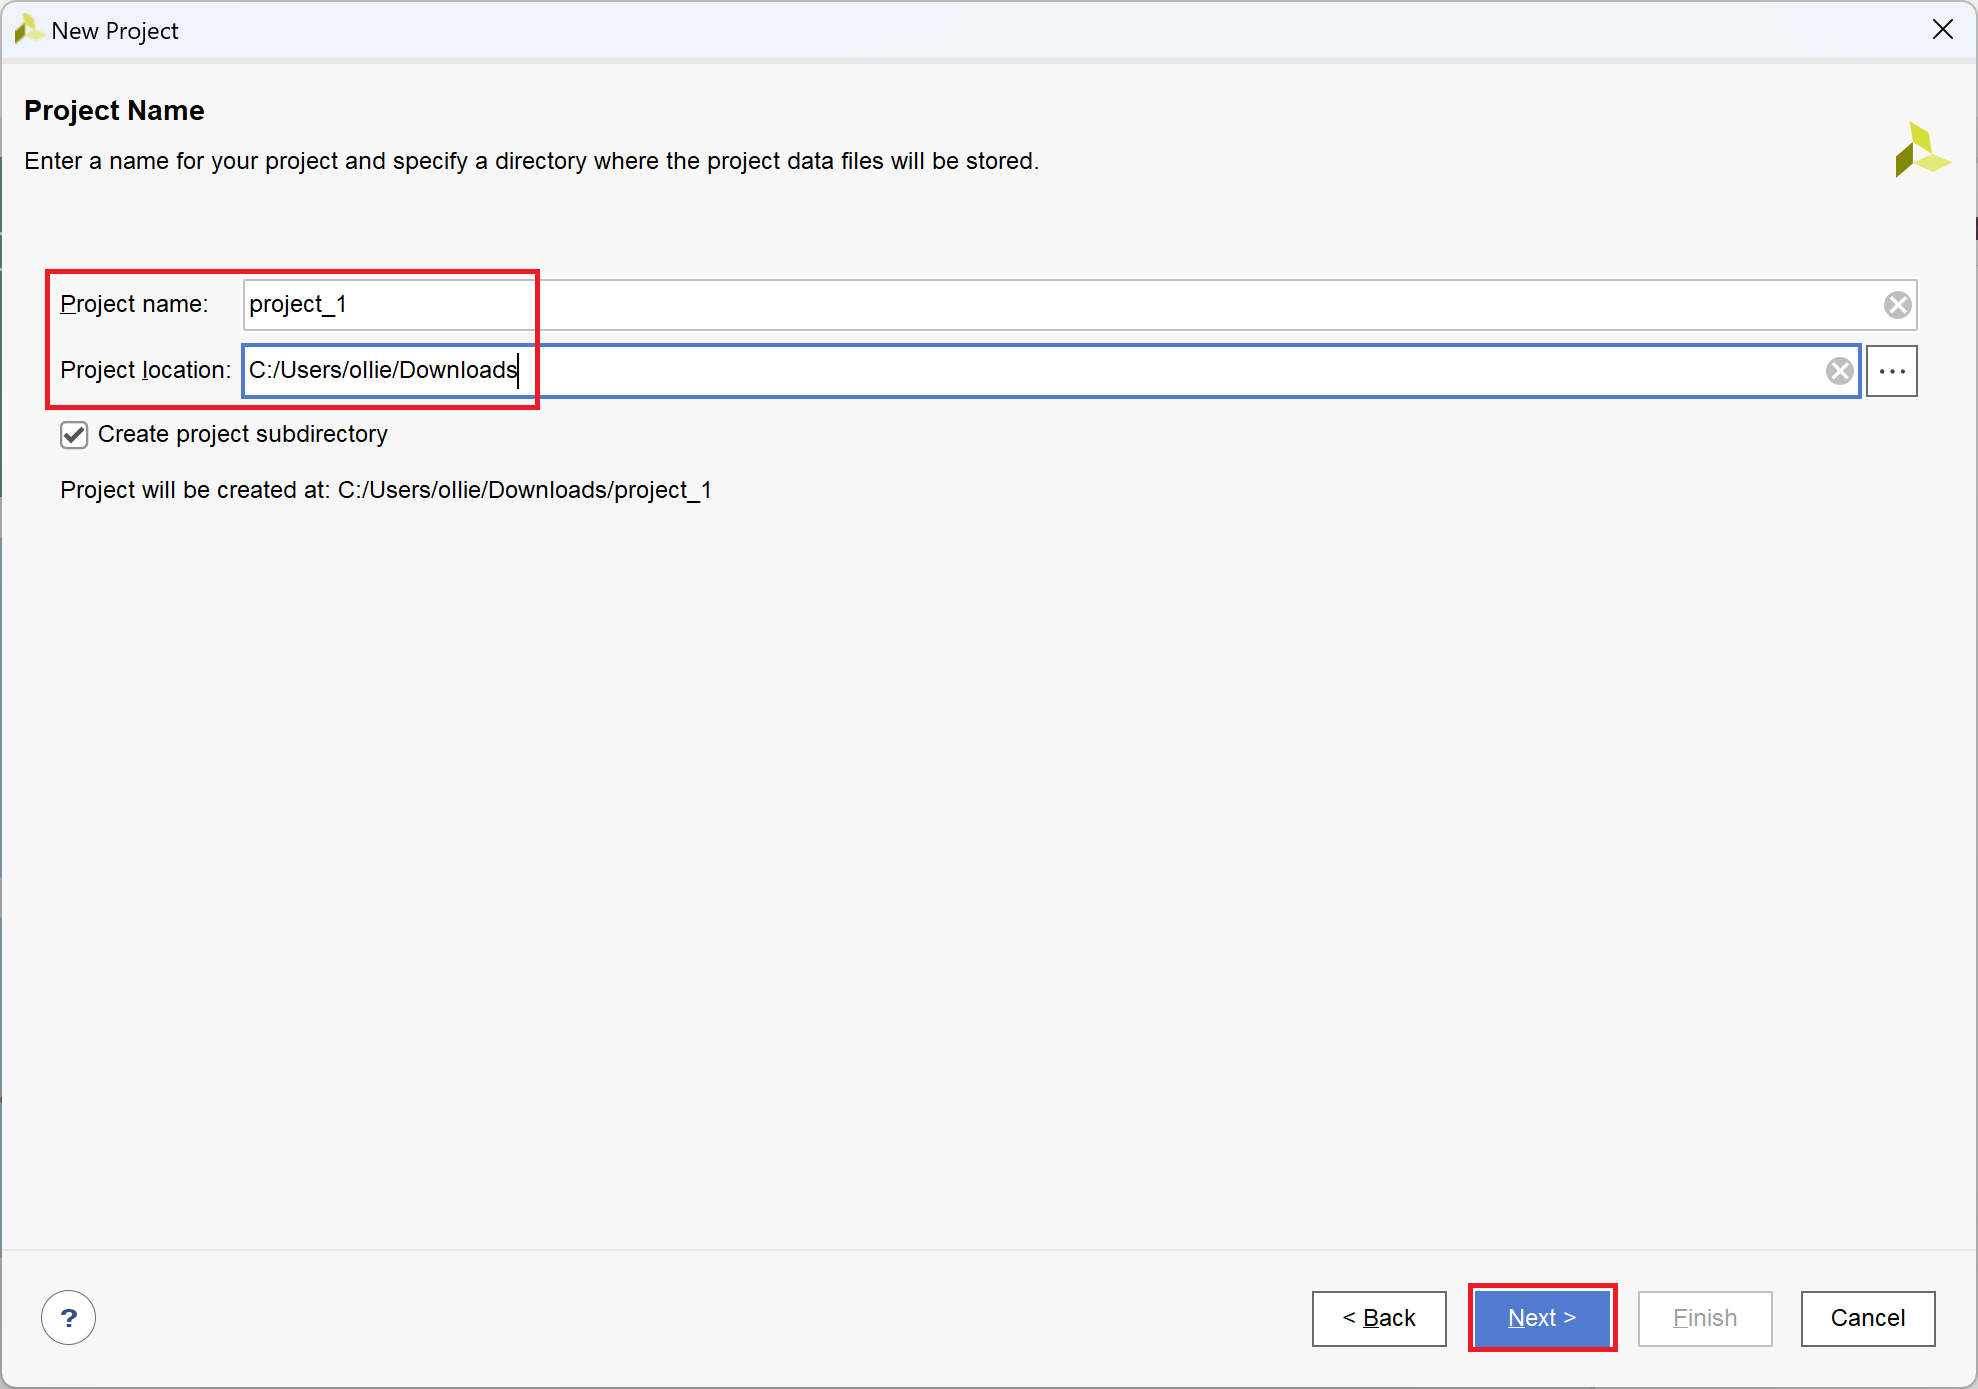 New Project
Project Name
Enter a name for your project and specify a directory where the project data files will be stored.
Project name: project_1
Project location: C:/Users/ollie/Downloads ...
Create project subdirectory
Project will be created at: C:/Users/ollie/Downloads/project_1
? < Back Next > Finish Cancel